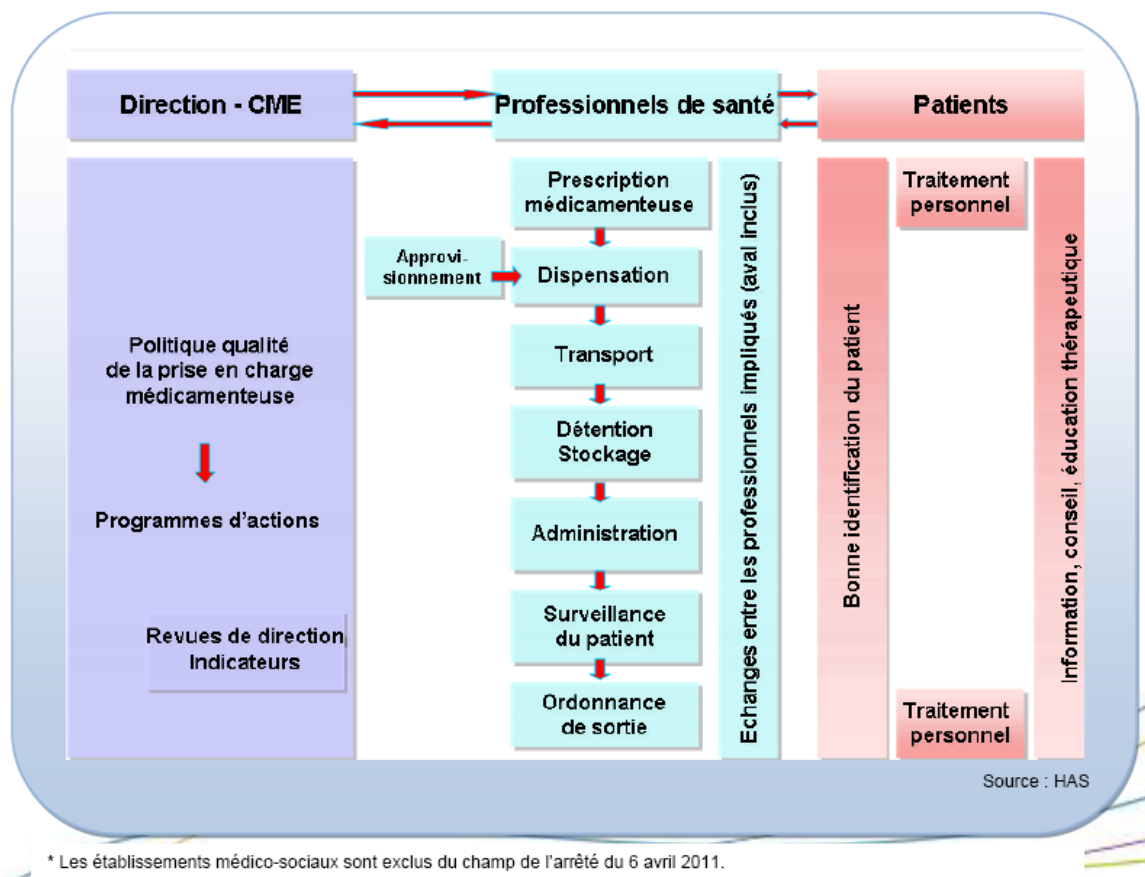 Direction - CME
Professionnels de santé
Patients
Politique qualité
de la prise en charge
médicamenteuse
Programmes d'actions
Revues de direction
Indicateurs
Approvi-
sionnement
Prescription
médicamenteuse
Dispensation
Transport
Détention
Stockage
Administration
Surveillance
du patient
Ordonnance
de sortie
Echanges entre les professionnels impliqués (aval inclus)
Bonne identification du patient
Traitement
personnel
Traitement
personnel
Information, conseil, éducation thérapeutique
Source : HAS
* Les établissements médico-sociaux sont exclus du champ de l'arrêté du 6 avril 2011.